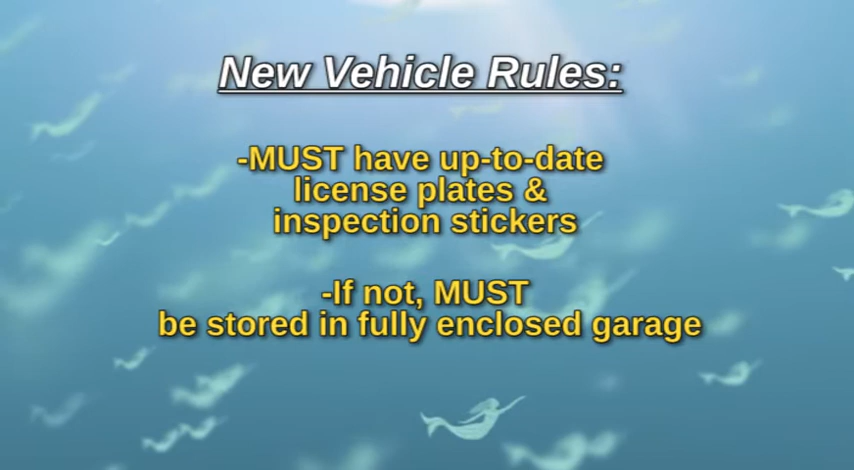 New Vehicle Rules:
-MUST have up-to-date
license plates &
inspection stickers
-If not, MUST
be stored in fully enclosed garage